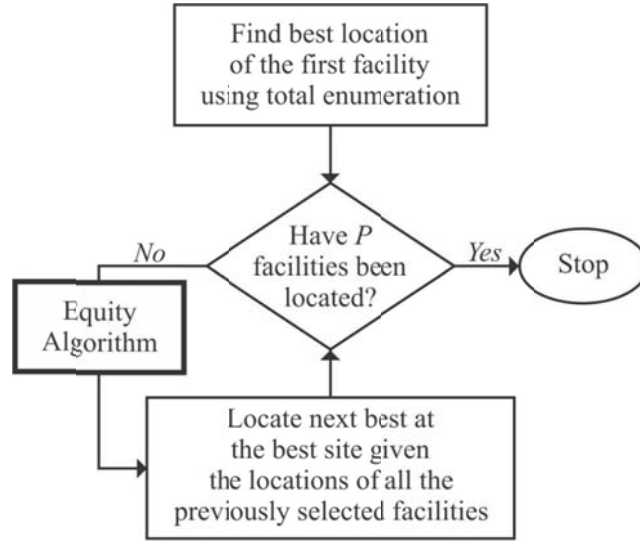 Find best location
of the first facility
using total enumeration
Have P
facilities been
located?
No
Yes
Stop
Equity
Algorithm
Locate next best at
the best site given
the locations of all the
previously selected facilities